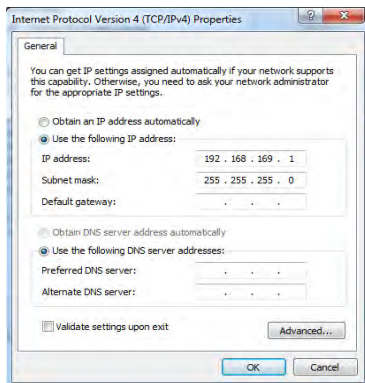 Internet Protocol Version 4 (TCP/IPv4) Properties
General
You can get IP settings assigned automatically if your network supports
this capability. Otherwise, you need to ask your network administrator
for the appropriate IP settings.
Obtain an IP address automatically
Use the following IP address:
IP address: 192 . 168 . 169 . 1
Subnet mask: 255 . 255 . 255 . 0
Default gateway: . . .
Obtain DNS server address automatically
Use the following DNS server addresses:
Preferred DNS server: . . .
Alternate DNS server: . . .
Validate settings upon exit
Advanced...
OK Cancel